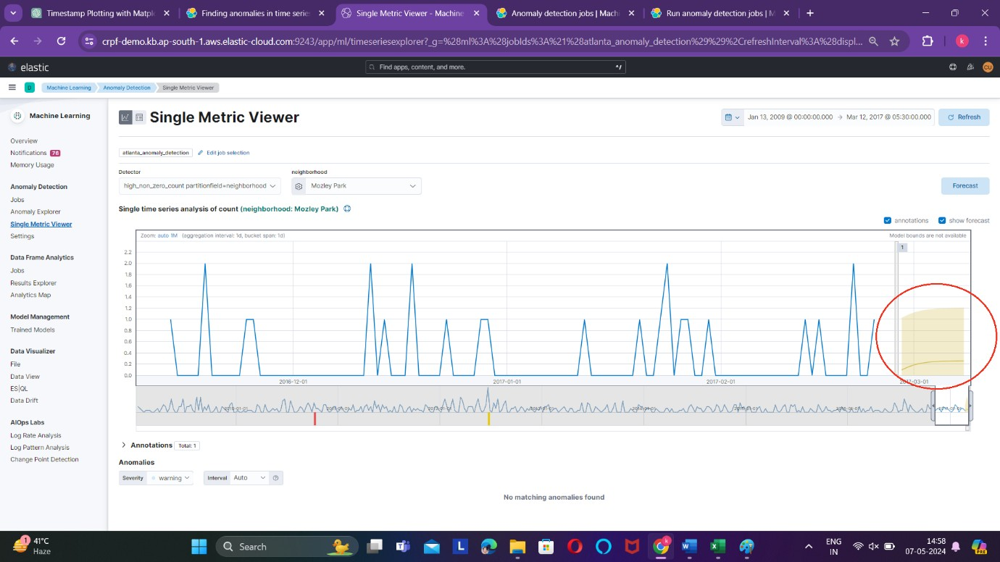 Timestamp Plotting with Matpl
Finding anomalies in time serie
Single Metric Viewer - Machine
Anomaly detection jobs | Machi
Run anomaly detection jobs | M
crpf-demo.kb.ap-south-1.aws.elastic-cloud.com:9243/app/ml/timeseriesexplorer?_g=%28ml%3A%28jobIds%3A%21%28atlanta_anomaly_detection%29%29%2CrefreshInterval%3A%28displ...
k
elastic
Find apps, content, and more.
*/
CU
D
Machine Learning
Anomaly Detection
Single Metric Viewer
Machine Learning
Overview
Notifications 76
Memory Usage
Anomaly Detection
Jobs
Anomaly Explorer
Single Metric Viewer
Settings
Data Frame Analytics
Jobs
Results Explorer
Analytics Map
Model Management
Trained Models
Data Visualizer
File
Data View
ES|QL
Data Drift
AIOps Labs
Log Rate Analysis
Log Pattern Analysis
Change Point Detection
Single Metric Viewer
Jan 13, 2009 @ 00:00:00.000 → Mar 12, 2017 @ 05:30:00.000
Refresh
atlanta_anomaly_detection
Edit job selection
Detector
neighborhood
high_non_zero_count partitionfield=neighborhood
Mozley Park
Forecast
Single time series analysis of count (neighborhood: Mozley Park)
annotations
show forecast
Zoom: auto 1M (aggregation interval: 1d, bucket span: 1d)
Model bounds are not available
1
2.2
2.0
1.8
1.6
1.4
1.2
1.0
0.8
0.6
0.4
0.2
0.0
2016-12-01
2017-01-01
2017-02-01
2017-03-01
Annotations Total: 1
Anomalies
Severity warning
Interval Auto
No matching anomalies found
1
41°C
Haze
Search
ENG
IN
14:58
07-05-2024